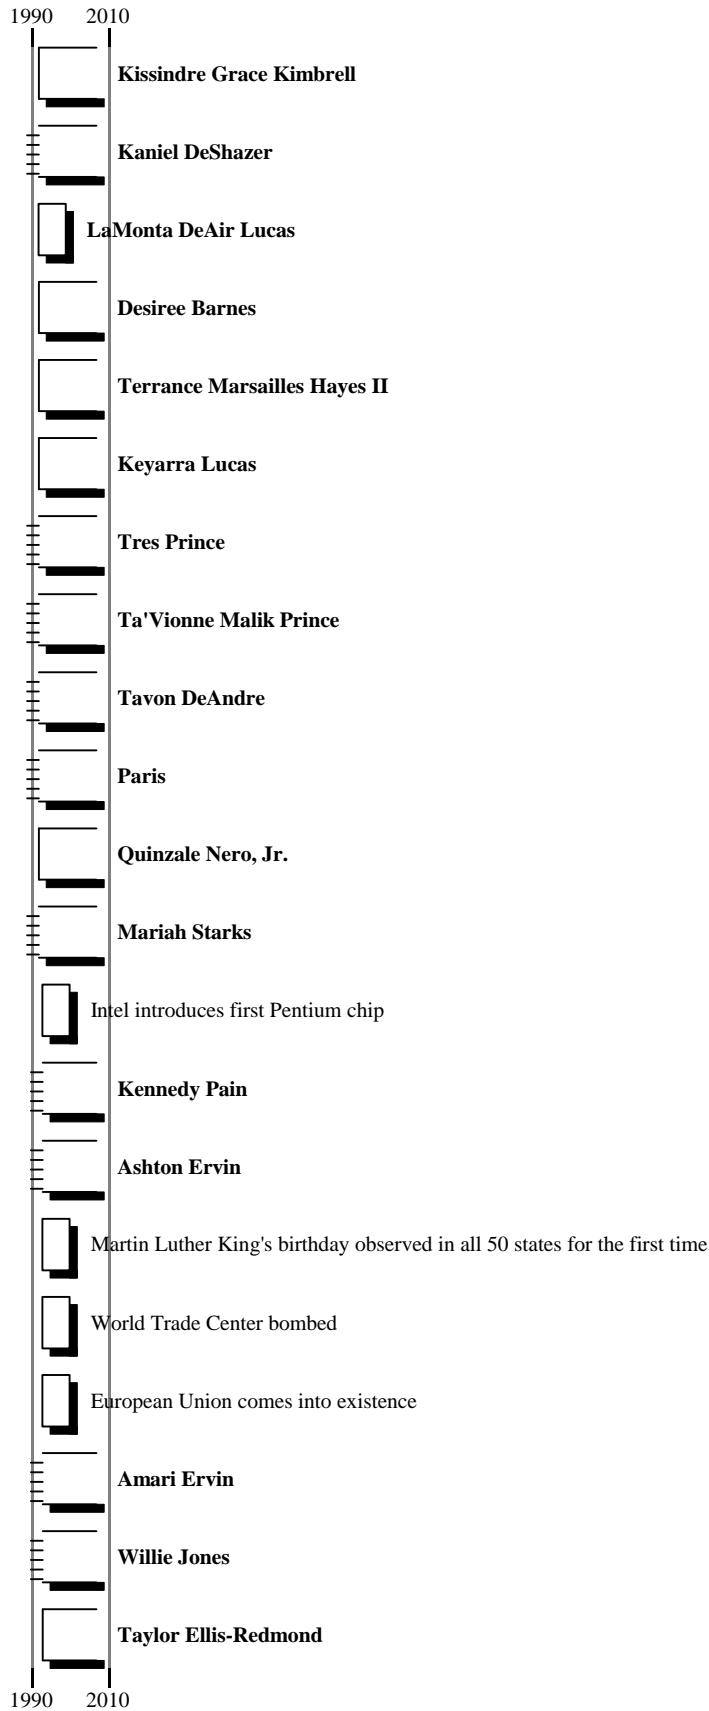 1990 2010
Kissindre Grace Kimbrell
Kaniel DeShazer
LaMonta DeAir Lucas
Desiree Barnes
Terrance Marsailles Hayes II
Keyarra Lucas
Tres Prince
Ta'Vionne Malik Prince
Tavon DeAndre
Paris
Quinzale Nero, Jr.
Mariah Starks
Intel introduces first Pentium chip
Kennedy Pain
Ashton Ervin
Martin Luther King's birthday observed in all 50 states for the first time
World Trade Center bombed
European Union comes into existence
Amari Ervin
Willie Jones
Taylor Ellis-Redmond
1990 2010